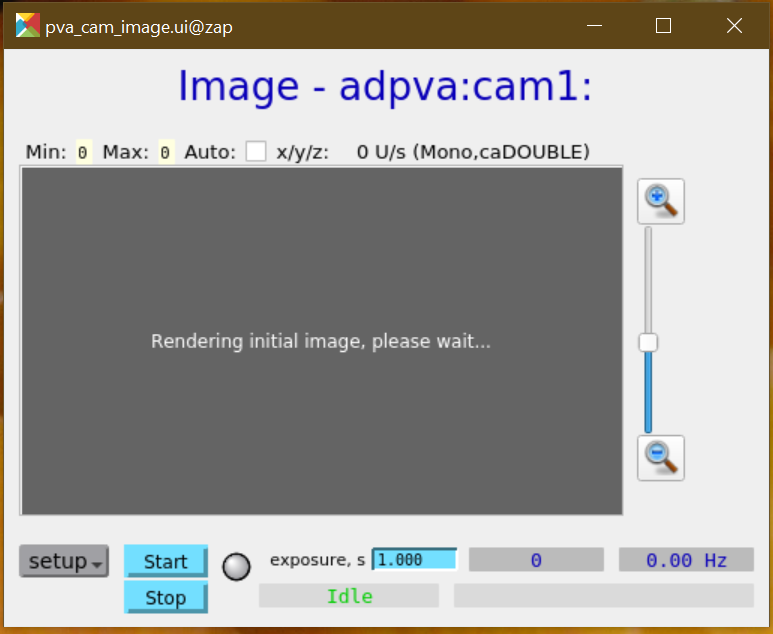 pva_cam_image.ui@zap
Image - adpva:cam1:
Min: 0 Max: 0 Auto: x/y/z: 0 U/s (Mono,caDOUBLE)
Rendering initial image, please wait...
setup Start exposure, s 1.000 0 0.00 Hz
Stop Idle